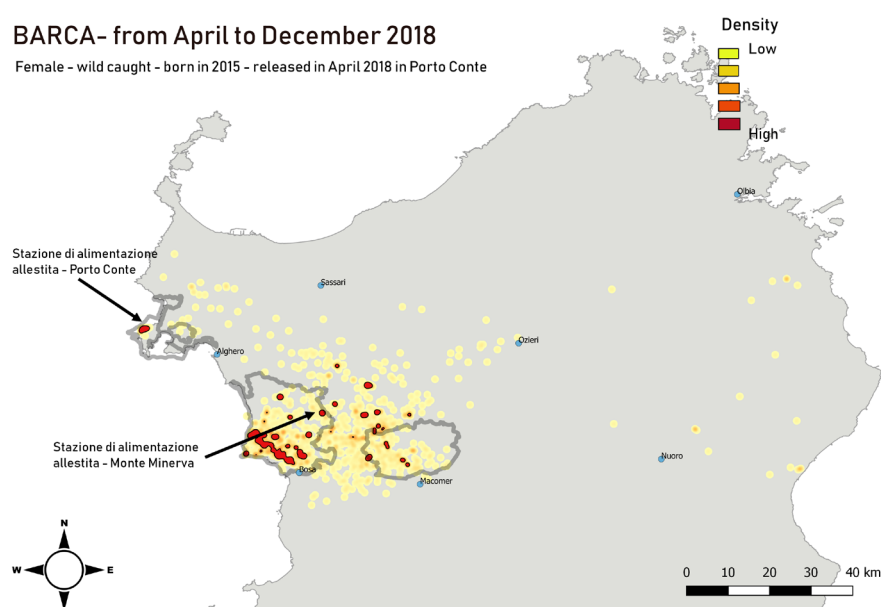 BARCA- from April to December 2018
Female - wild caught - born in 2015 - released in April 2018 in Porto Conte
Density
Low
High
Olbia
Stazione di alimentazione
allestita - Porto Conte
Sassari
Ozieri
Alghero
Stazione di alimentazione
allestita - Monte Minerva
Bosa
Macomer
Nuoro
N
W
E
S
0 10 20 30 40 km